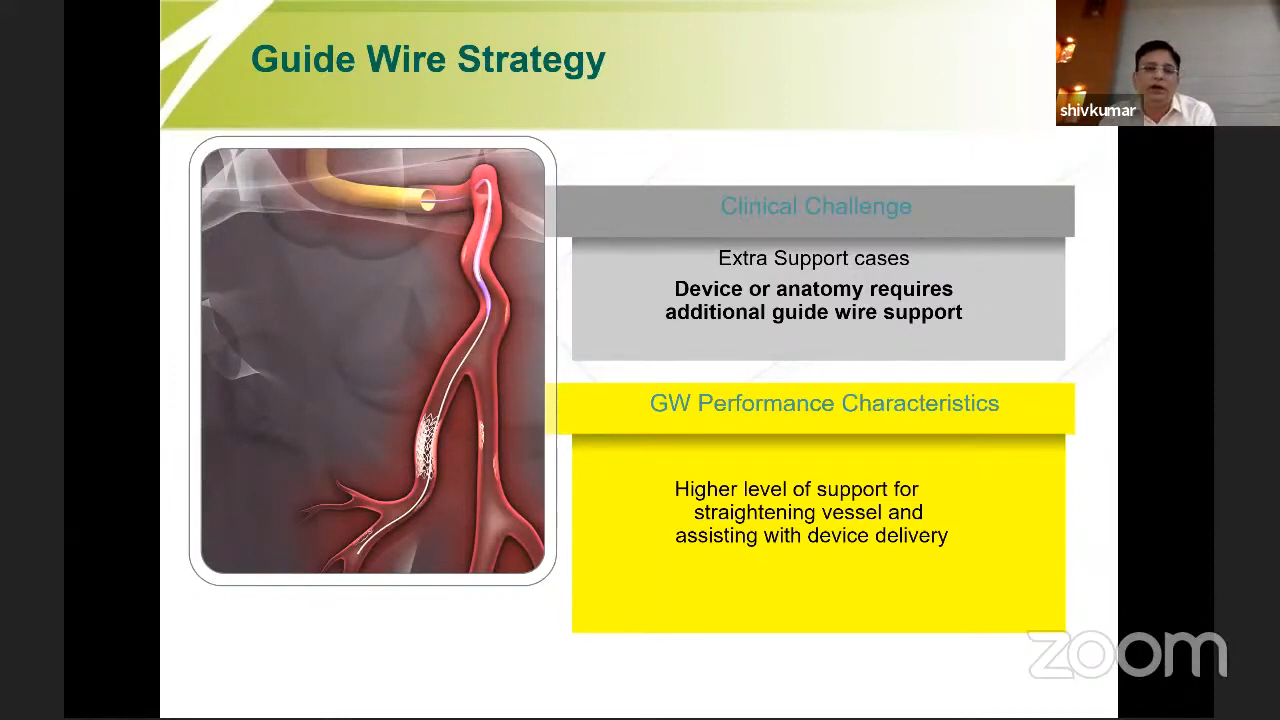 Guide Wire Strategy
shivkumar
Clinical Challenge
Extra Support cases
Device or anatomy requires
additional guide wire support
GW Performance Characteristics
Higher level of support for
straightening vessel and
assisting with device delivery
zoom